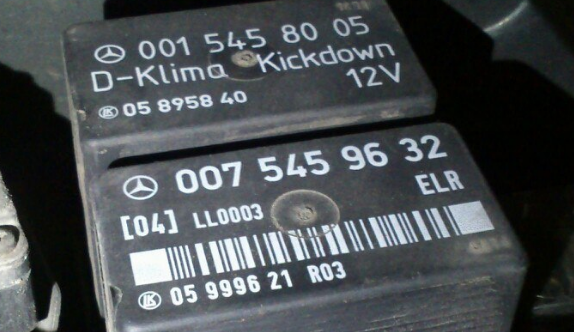 001 545 80 05
D-Klima Kickdown
12V
05 8958 40
007 545 96 32
ELR
[04] LL0003
05 9996 21 R03